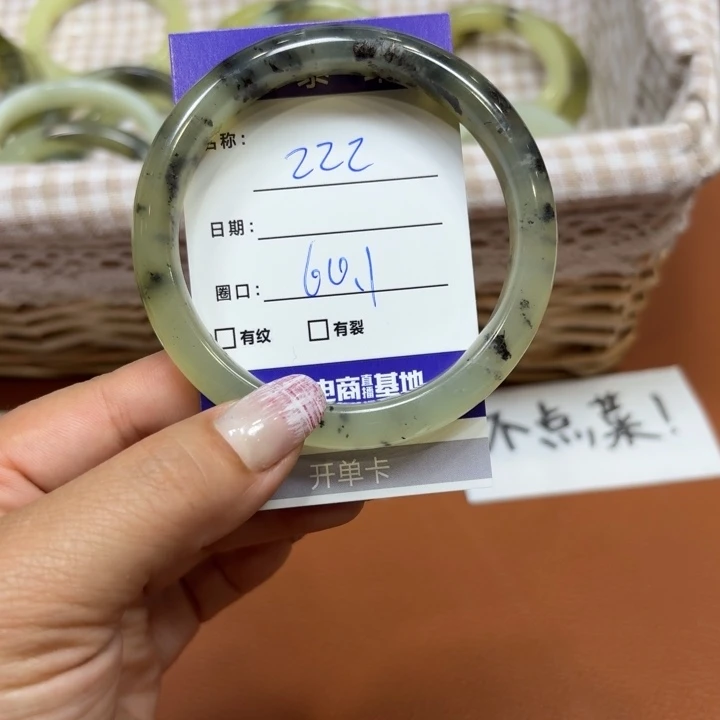 名称: 222
日期:
圈口: 60.1
有纹 有裂
电商直播基地
开单卡
不点菜!